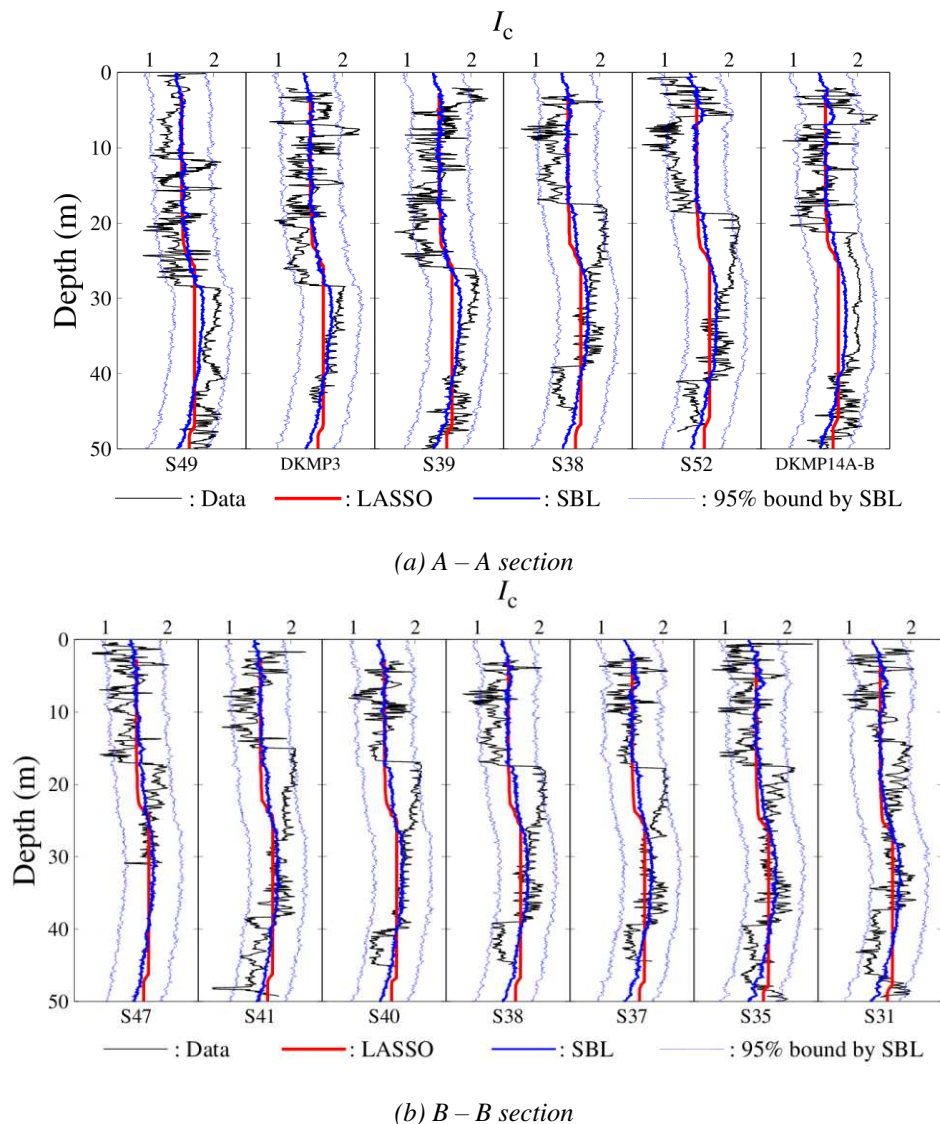 I_c
1 2 1 2 1 2 1 2 1 2 1 2
0
10
20
30
40
50
Depth (m)
S49 DKMP3 S39 S38 S52 DKMP14A-B
: Data : LASSO : SBL : 95% bound by SBL
(a) A – A section
I_c
1 2 1 2 1 2 1 2 1 2 1 2 1 2
0
10
20
30
40
50
Depth (m)
S47 S41 S40 S38 S37 S35 S31
: Data : LASSO : SBL : 95% bound by SBL
(b) B – B section